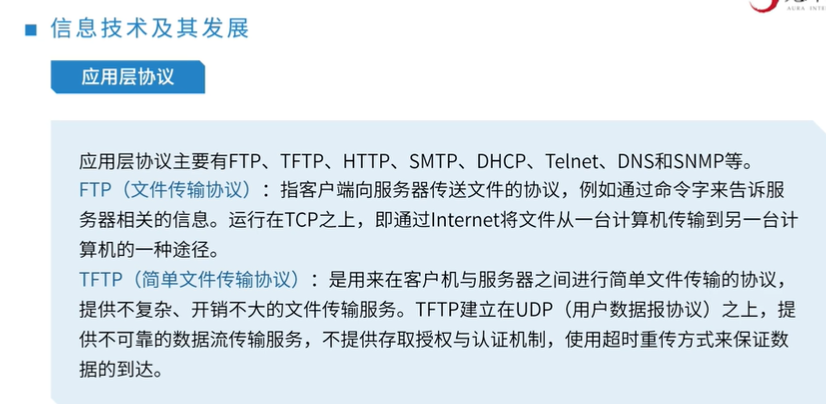 信息技术及其发展
应用层协议
应用层协议主要有FTP、TFTP、HTTP、SMTP、DHCP、Telnet、DNS和SNMP等。
FTP（文件传输协议）：指客户端向服务器传送文件的协议，例如通过命令字来告诉服
务器相关的信息。运行在TCP之上，即通过Internet将文件从一台计算机传输到另一台计
算机的一种途径。
TFTP（简单文件传输协议）：是用来在客户机与服务器之间进行简单文件传输的协议，
提供不复杂、开销不大的文件传输服务。TFTP建立在UDP（用户数据报协议）之上，提
供不可靠的数据流传输服务，不提供存取授权与认证机制，使用超时重传方式来保证数
据的到达。